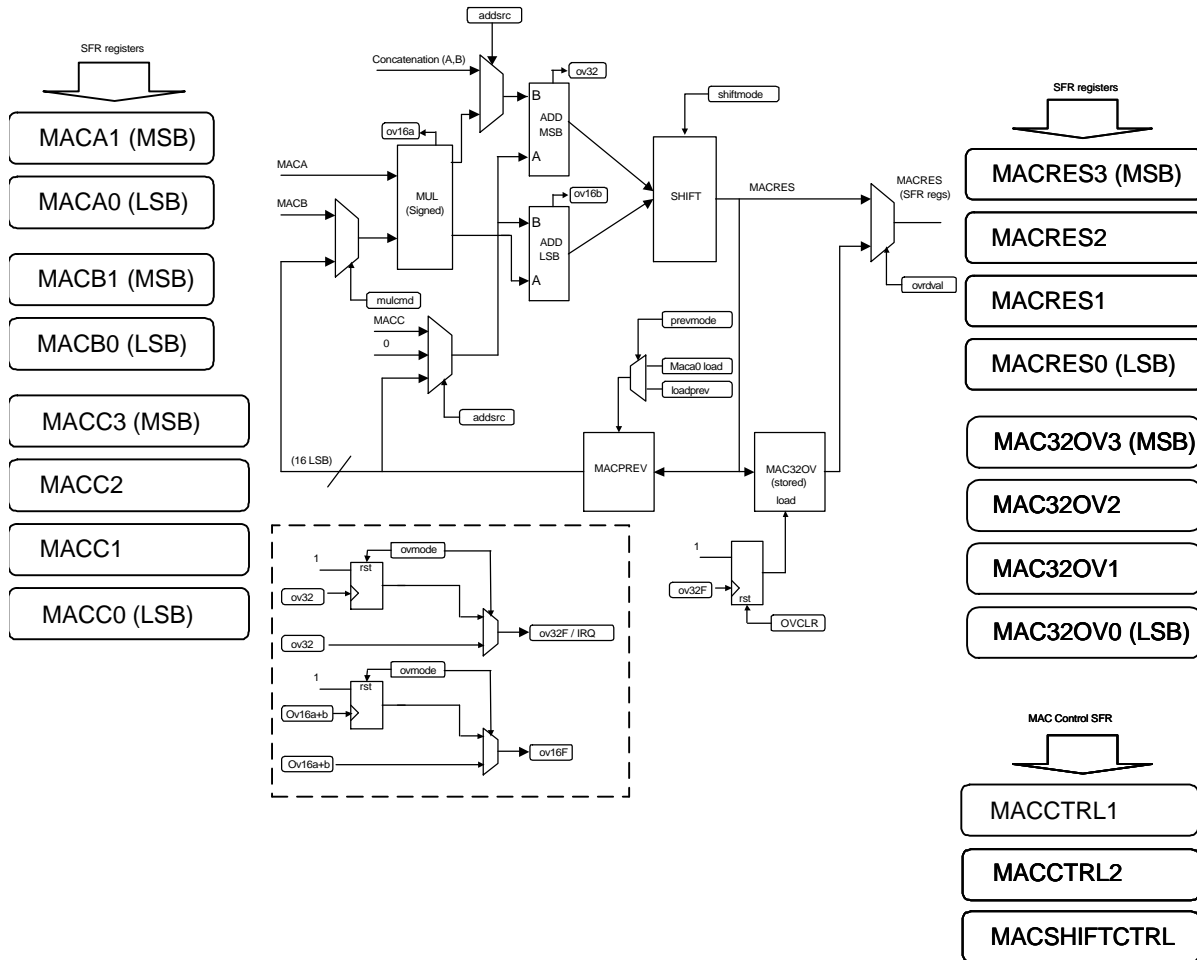 SFR registers
MACA1 (MSB)
MACA0 (LSB)
MACB1 (MSB)
MACB0 (LSB)
MACC3 (MSB)
MACC2
MACC1
MACC0 (LSB)
addsrc
Concatenation (A,B)
ov32
B
ADD
MSB
A
ov16a
MACA
MUL
(Signed)
MACB
ov16b
B
ADD
LSB
A
mulcmd
MACC
0
addsrc
shiftmode
SHIFT
MACRES
MACRES
(SFR regs)
ovrdval
prevmode
Maca0 load
loadprev
(16 LSB)
MACPREV
MAC32OV
(stored)
load
1
ov32F
rst
OVCLR
ovmode
1
rst
ov32
ov32
ov32F / IRQ
ovmode
1
rst
Ov16a+b
Ov16a+b
ov16F
SFR registers
MACRES3 (MSB)
MACRES2
MACRES1
MACRES0 (LSB)
MAC32OV3 (MSB)
MAC32OV2
MAC32OV1
MAC32OV0 (LSB)
MAC Control SFR
MACCTRL1
MACCTRL2
MACSHIFTCTRL